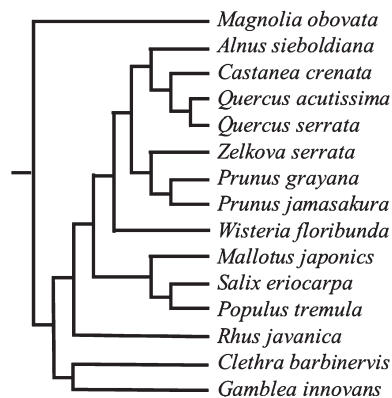 Magnolia obovata
Alnus sieboldiana
Castanea crenata
Quercus acutissima
Quercus serrata
Zelkova serrata
Prunus grayana
Prunus jamasakura
Wisteria floribunda
Mallotus japonics
Salix eriocarpa
Populus tremula
Rhus javanica
Clethra barbinervis
Gamblea innovans